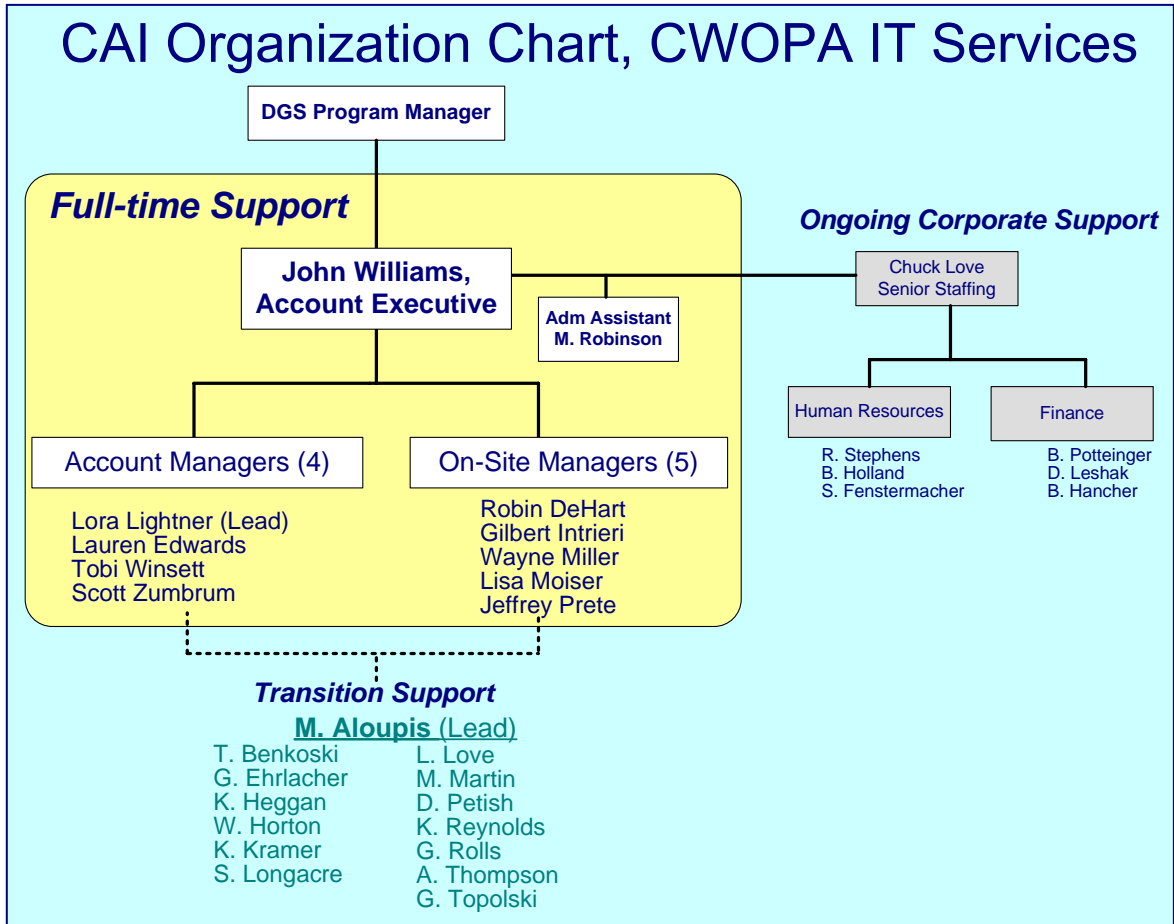 CAI Organization Chart, CWOPA IT Services
DGS Program Manager
Full-time Support
John Williams,
Account Executive
Adm Assistant
M. Robinson
Ongoing Corporate Support
Chuck Love
Senior Staffing
Human Resources
R. Stephens
B. Holland
S. Fenstermacher
Finance
B. Potteinger
D. Leshak
B. Hancher
Account Managers (4)
Lora Lightner (Lead)
Lauren Edwards
Tobi Winsett
Scott Zumbrum
On-Site Managers (5)
Robin DeHart
Gilbert Intrieri
Wayne Miller
Lisa Moiser
Jeffrey Prete
Transition Support
M. Aloupis (Lead)
T. Benkoski
G. Ehrlacher
K. Heggan
W. Horton
K. Kramer
S. Longacre
L. Love
M. Martin
D. Petish
K. Reynolds
G. Rolls
A. Thompson
G. Topolski